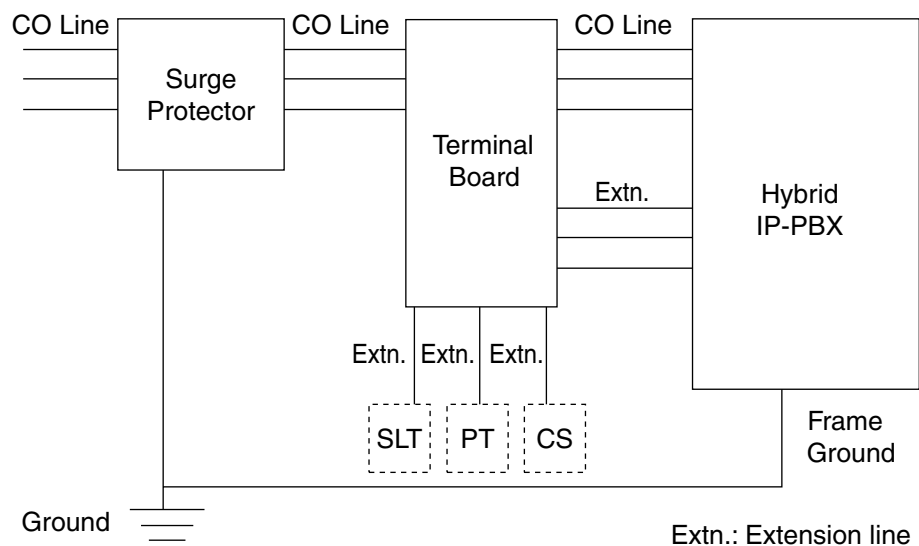 CO Line
CO Line
CO Line
Surge
Protector
Terminal
Board
Hybrid
IP-PBX
Extn.
Extn.
Extn.
Extn.
SLT
PT
CS
Frame
Ground
Ground
Extn.: Extension line